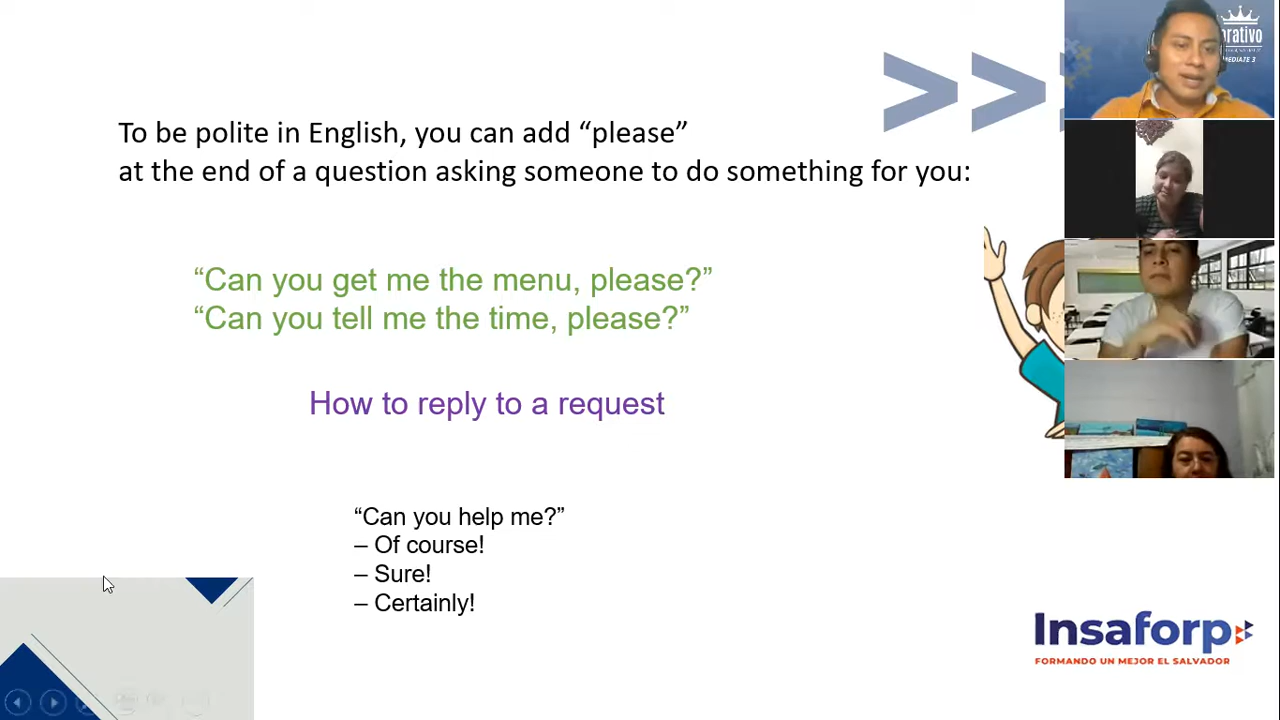 To be polite in English, you can add “please”
at the end of a question asking someone to do something for you:
“Can you get me the menu, please?”
“Can you tell me the time, please?”
How to reply to a request
“Can you help me?”
– Of course!
– Sure!
– Certainly!
Insaforp
FORMANDO UN MEJOR EL SALVADOR